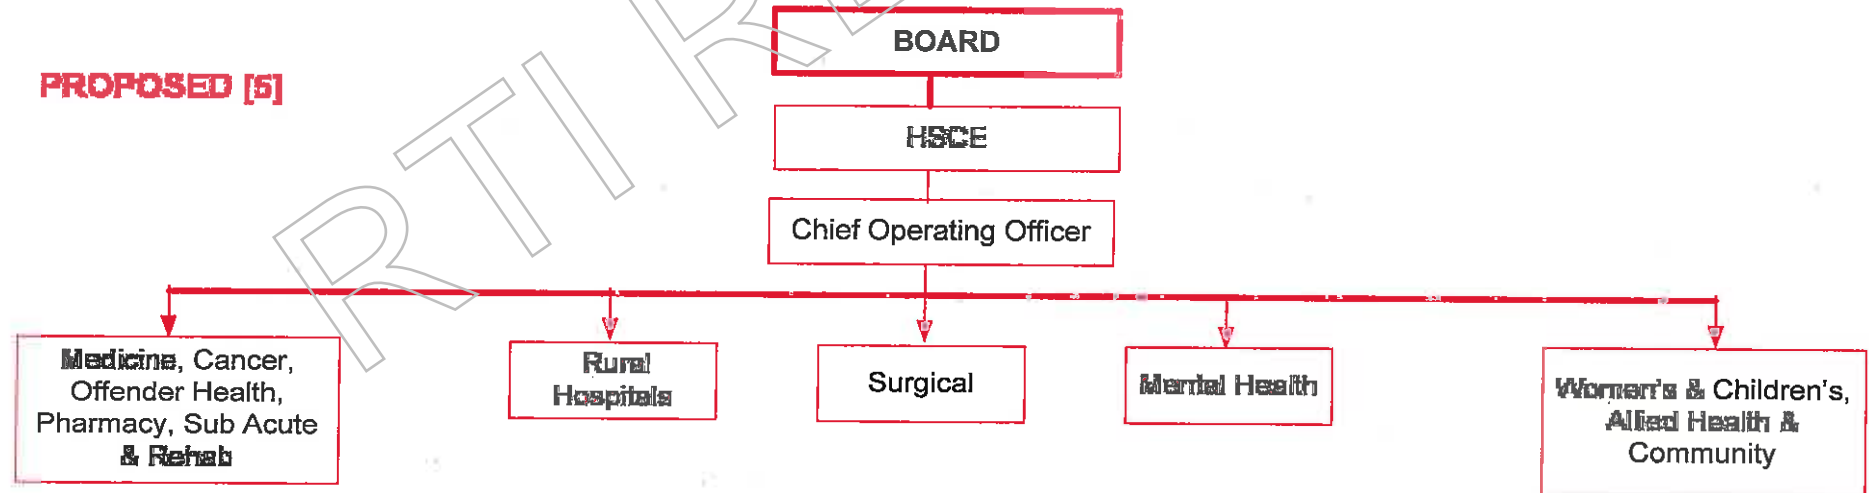 BOARD
PROPOSED [5]
HSCE
Chief Operating Officer
Medicine, Cancer,
Offender Health,
Pharmacy, Sub Acute
& Rehab
Rural
Hospitals
Surgical
Mental Health
Women's & Children's,
Allied Health &
Community
RTI R